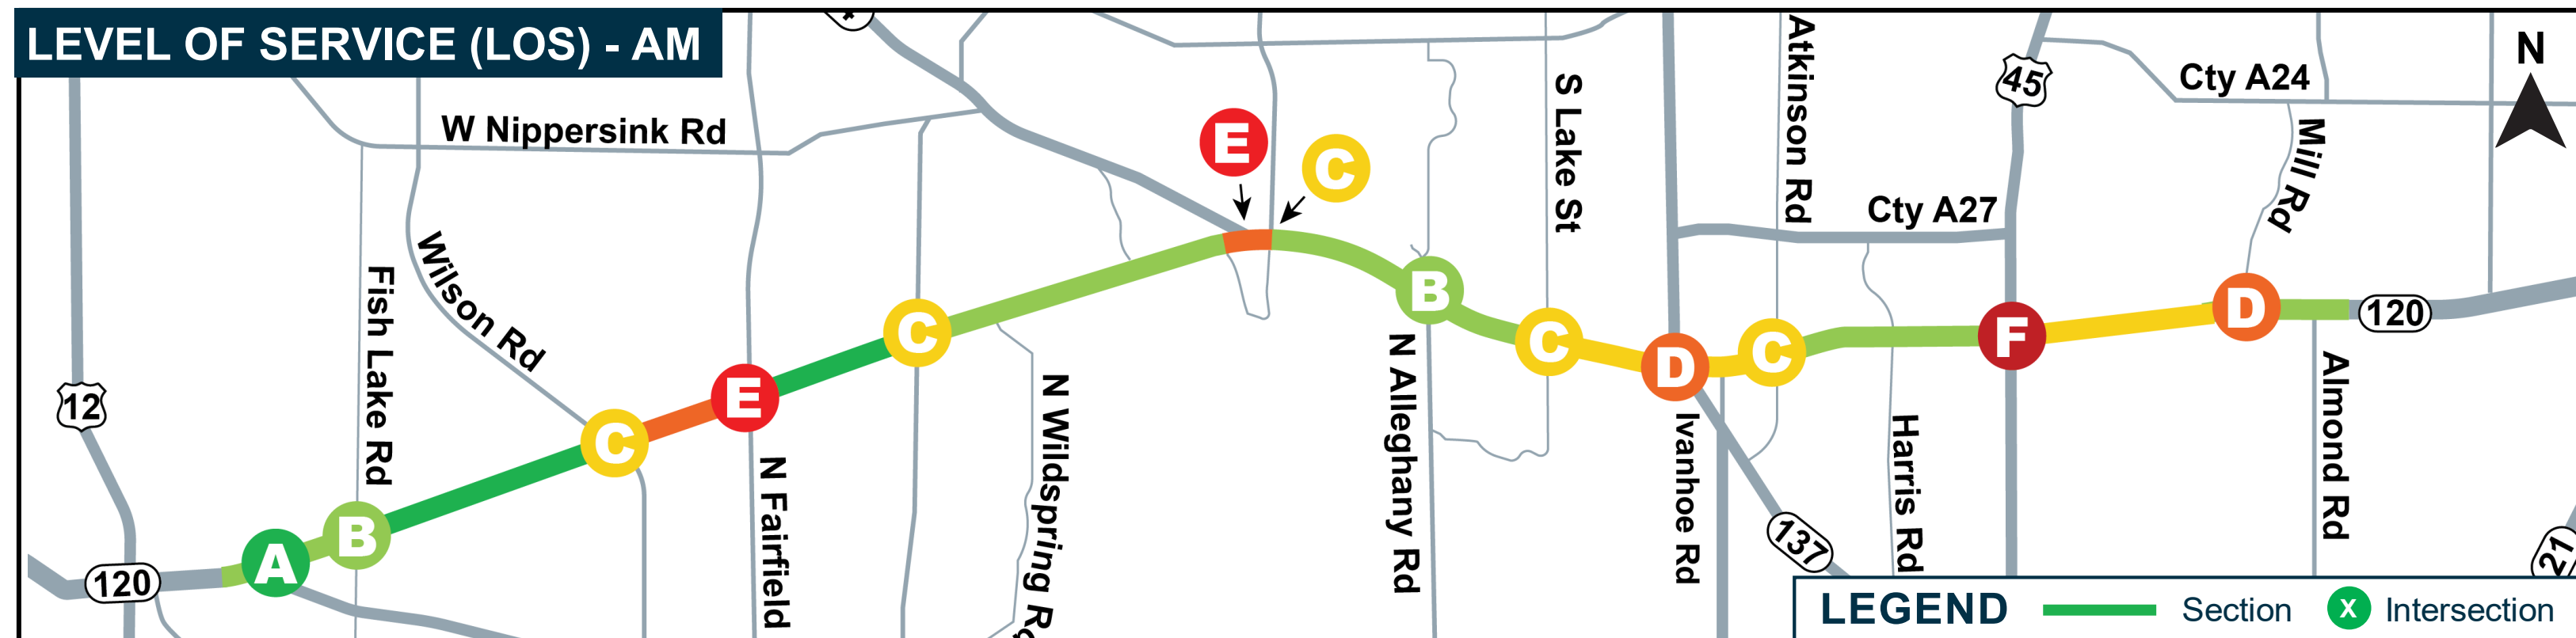 LEVEL OF SERVICE (LOS) - AM
N
Cty A24
45
W Nippersink Rd
S Lake St
Atkinson Rd
Mill Rd
E
C
Cty A27
Wilson Rd
Fish Lake Rd
B
C
D
C
F
D
120
12
C
E
C
N Wildspring Rd
N Alleghany Rd
Ivanhoe Rd
Harris Rd
Almond Rd
N Fairfield
137
21
A
B
120
LEGEND
Section
X Intersection